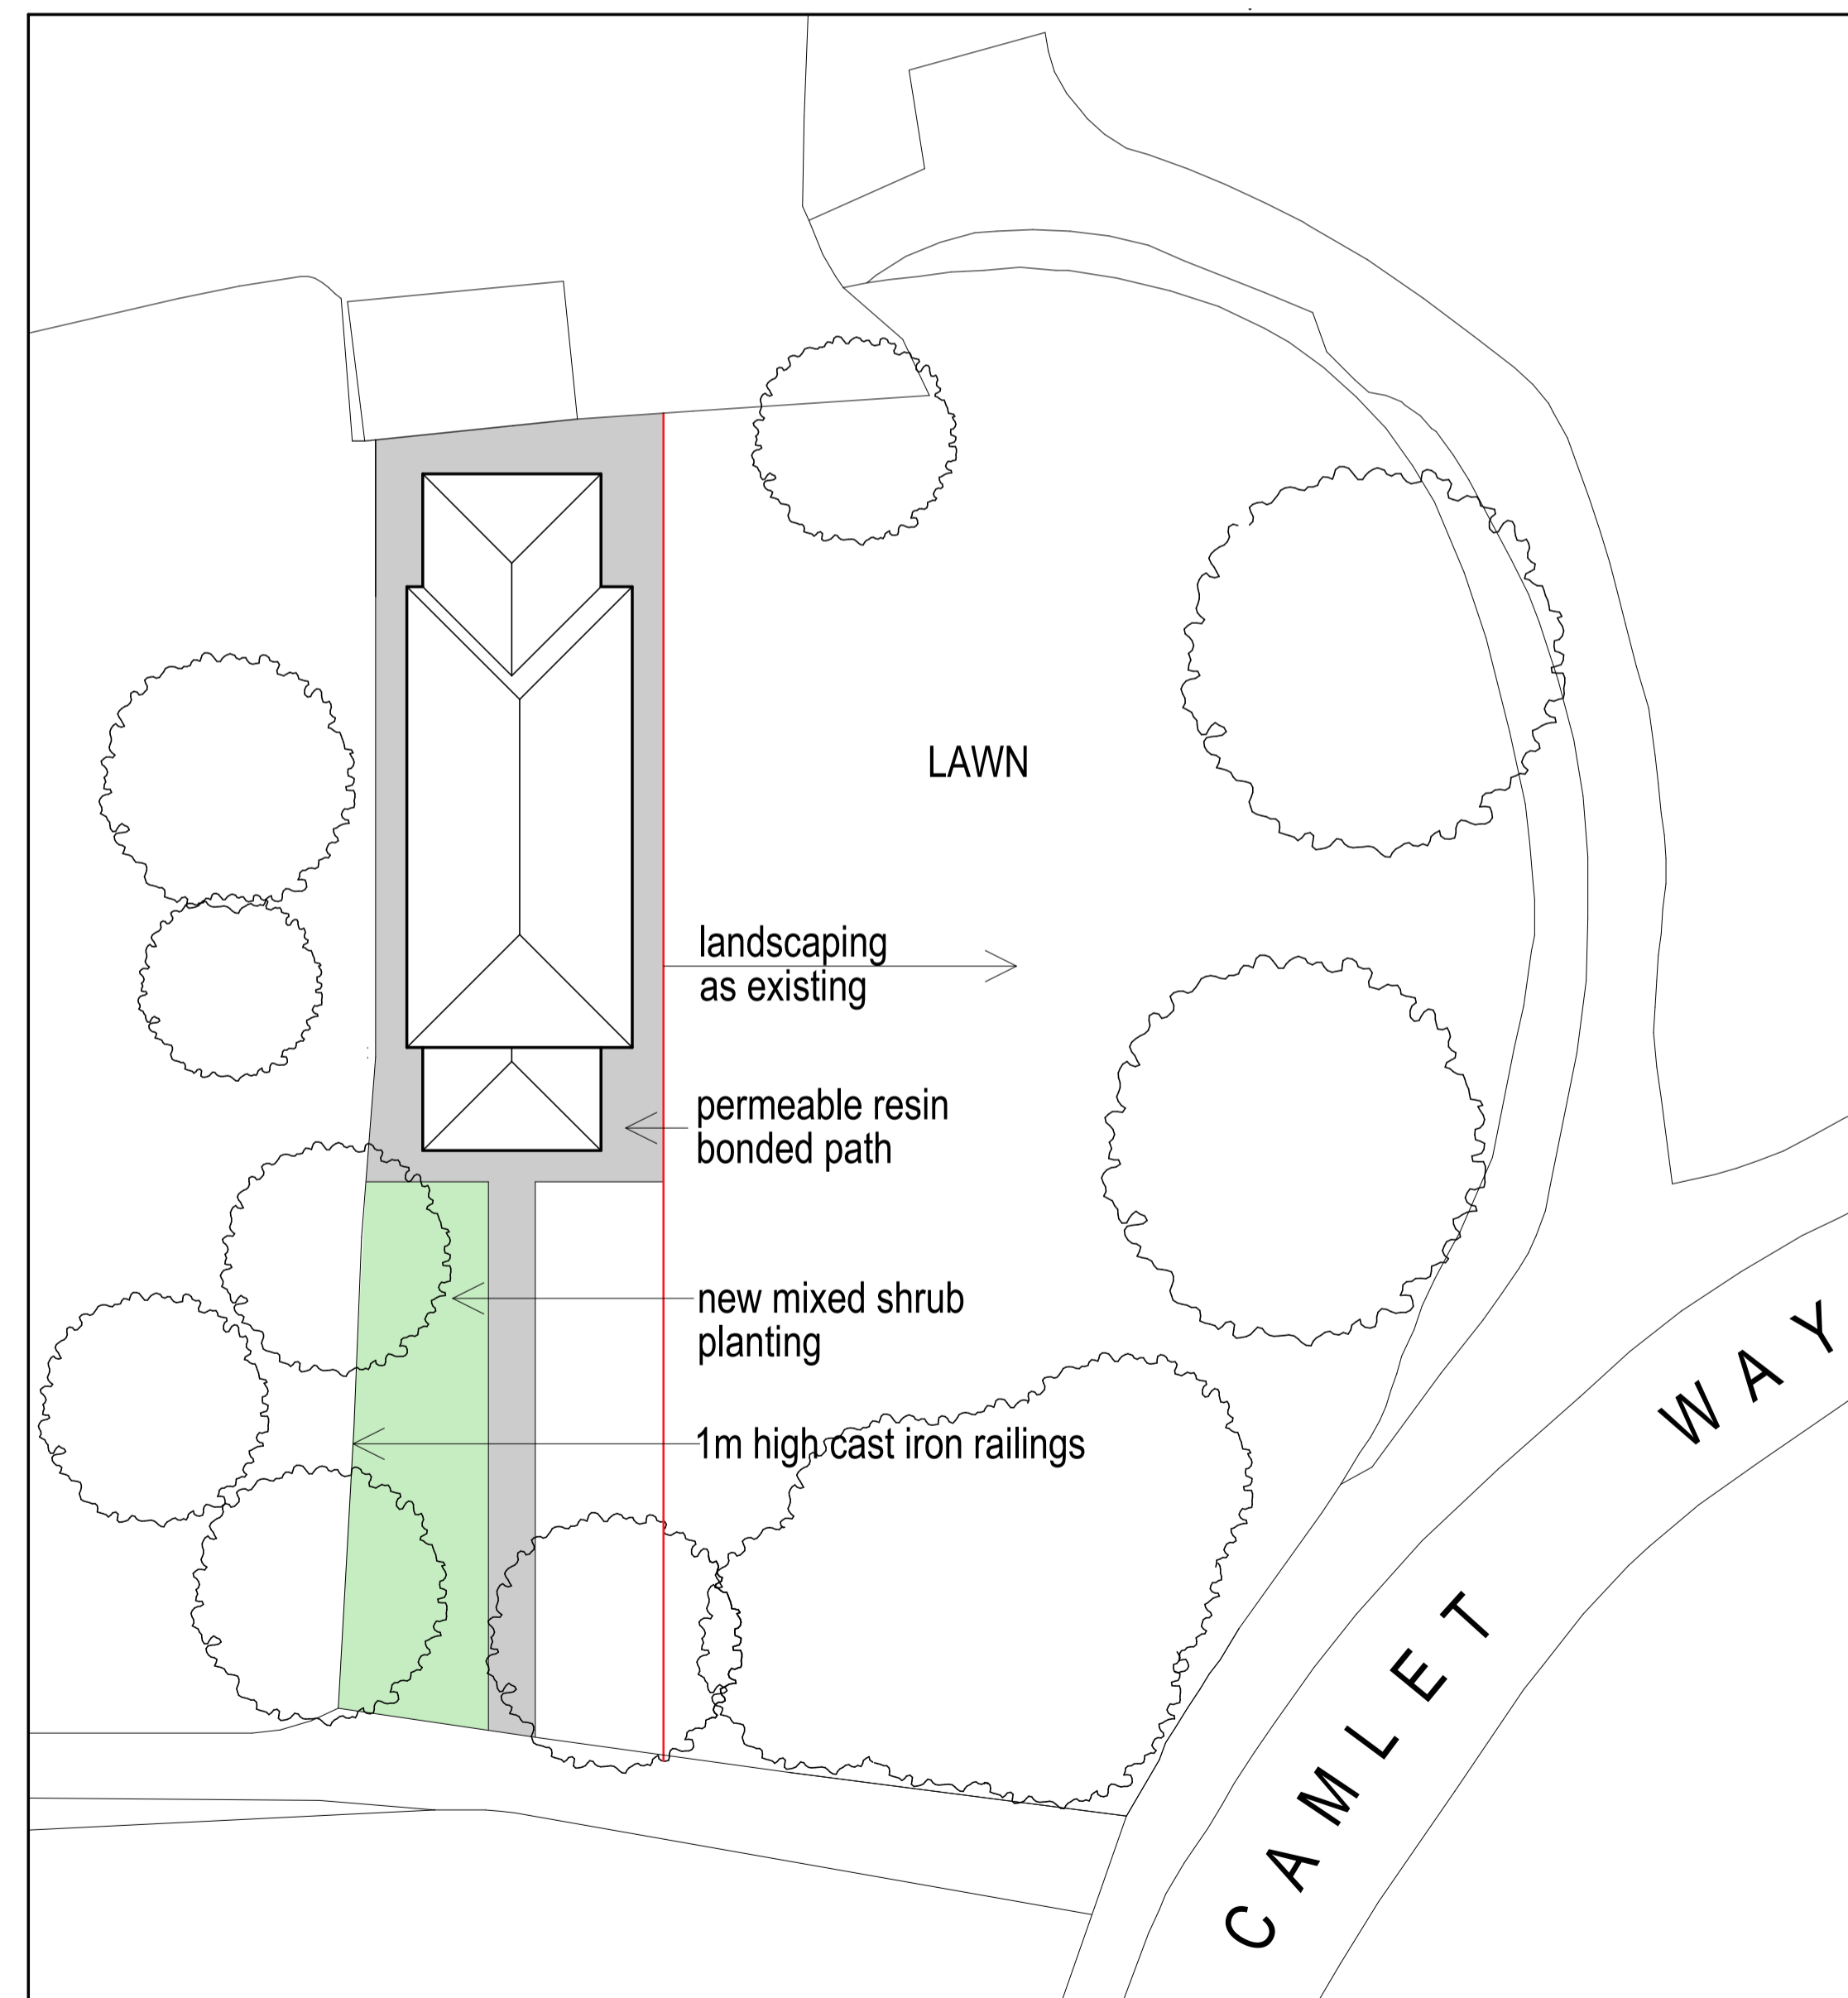 LAWN
landscaping
as existing
permeable resin
bonded path
new mixed shrub
planting
1m high cast iron railings
CAMLET WAY